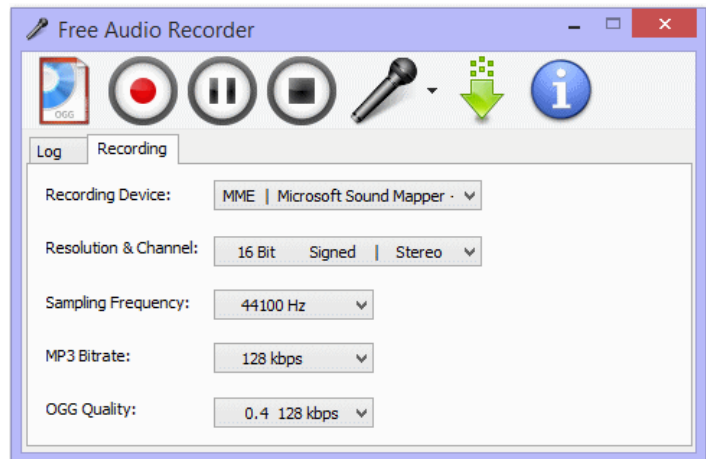 Free Audio Recorder
OGG
Log Recording
Recording Device: MME | Microsoft Sound Mapper -
Resolution & Channel: 16 Bit Signed | Stereo
Sampling Frequency: 44100 Hz
MP3 Bitrate: 128 kbps
OGG Quality: 0.4 128 kbps